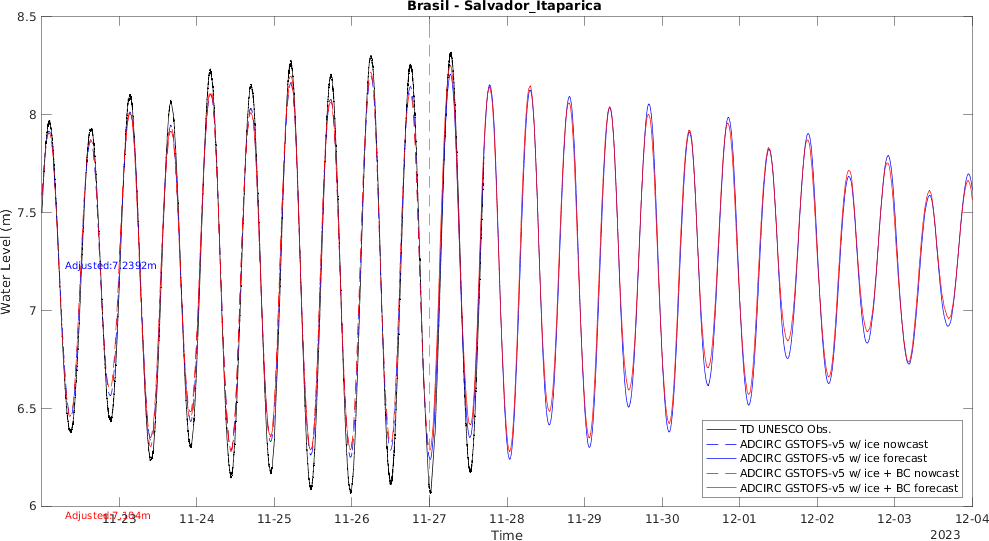 Brasil - Salvador_Itaparica
8.5
8
7.5
7
6.5
6
Water Level (m)
Adjusted:7.2392m
TD UNESCO Obs.
ADCIRC GSTOFS-v5 w/ ice nowcast
ADCIRC GSTOFS-v5 w/ ice forecast
ADCIRC GSTOFS-v5 w/ ice + BC nowcast
ADCIRC GSTOFS-v5 w/ ice + BC forecast
11-23
11-24
11-25
11-26
11-27
11-28
11-29
11-30
12-01
12-02
12-03
12-04
Time
2023